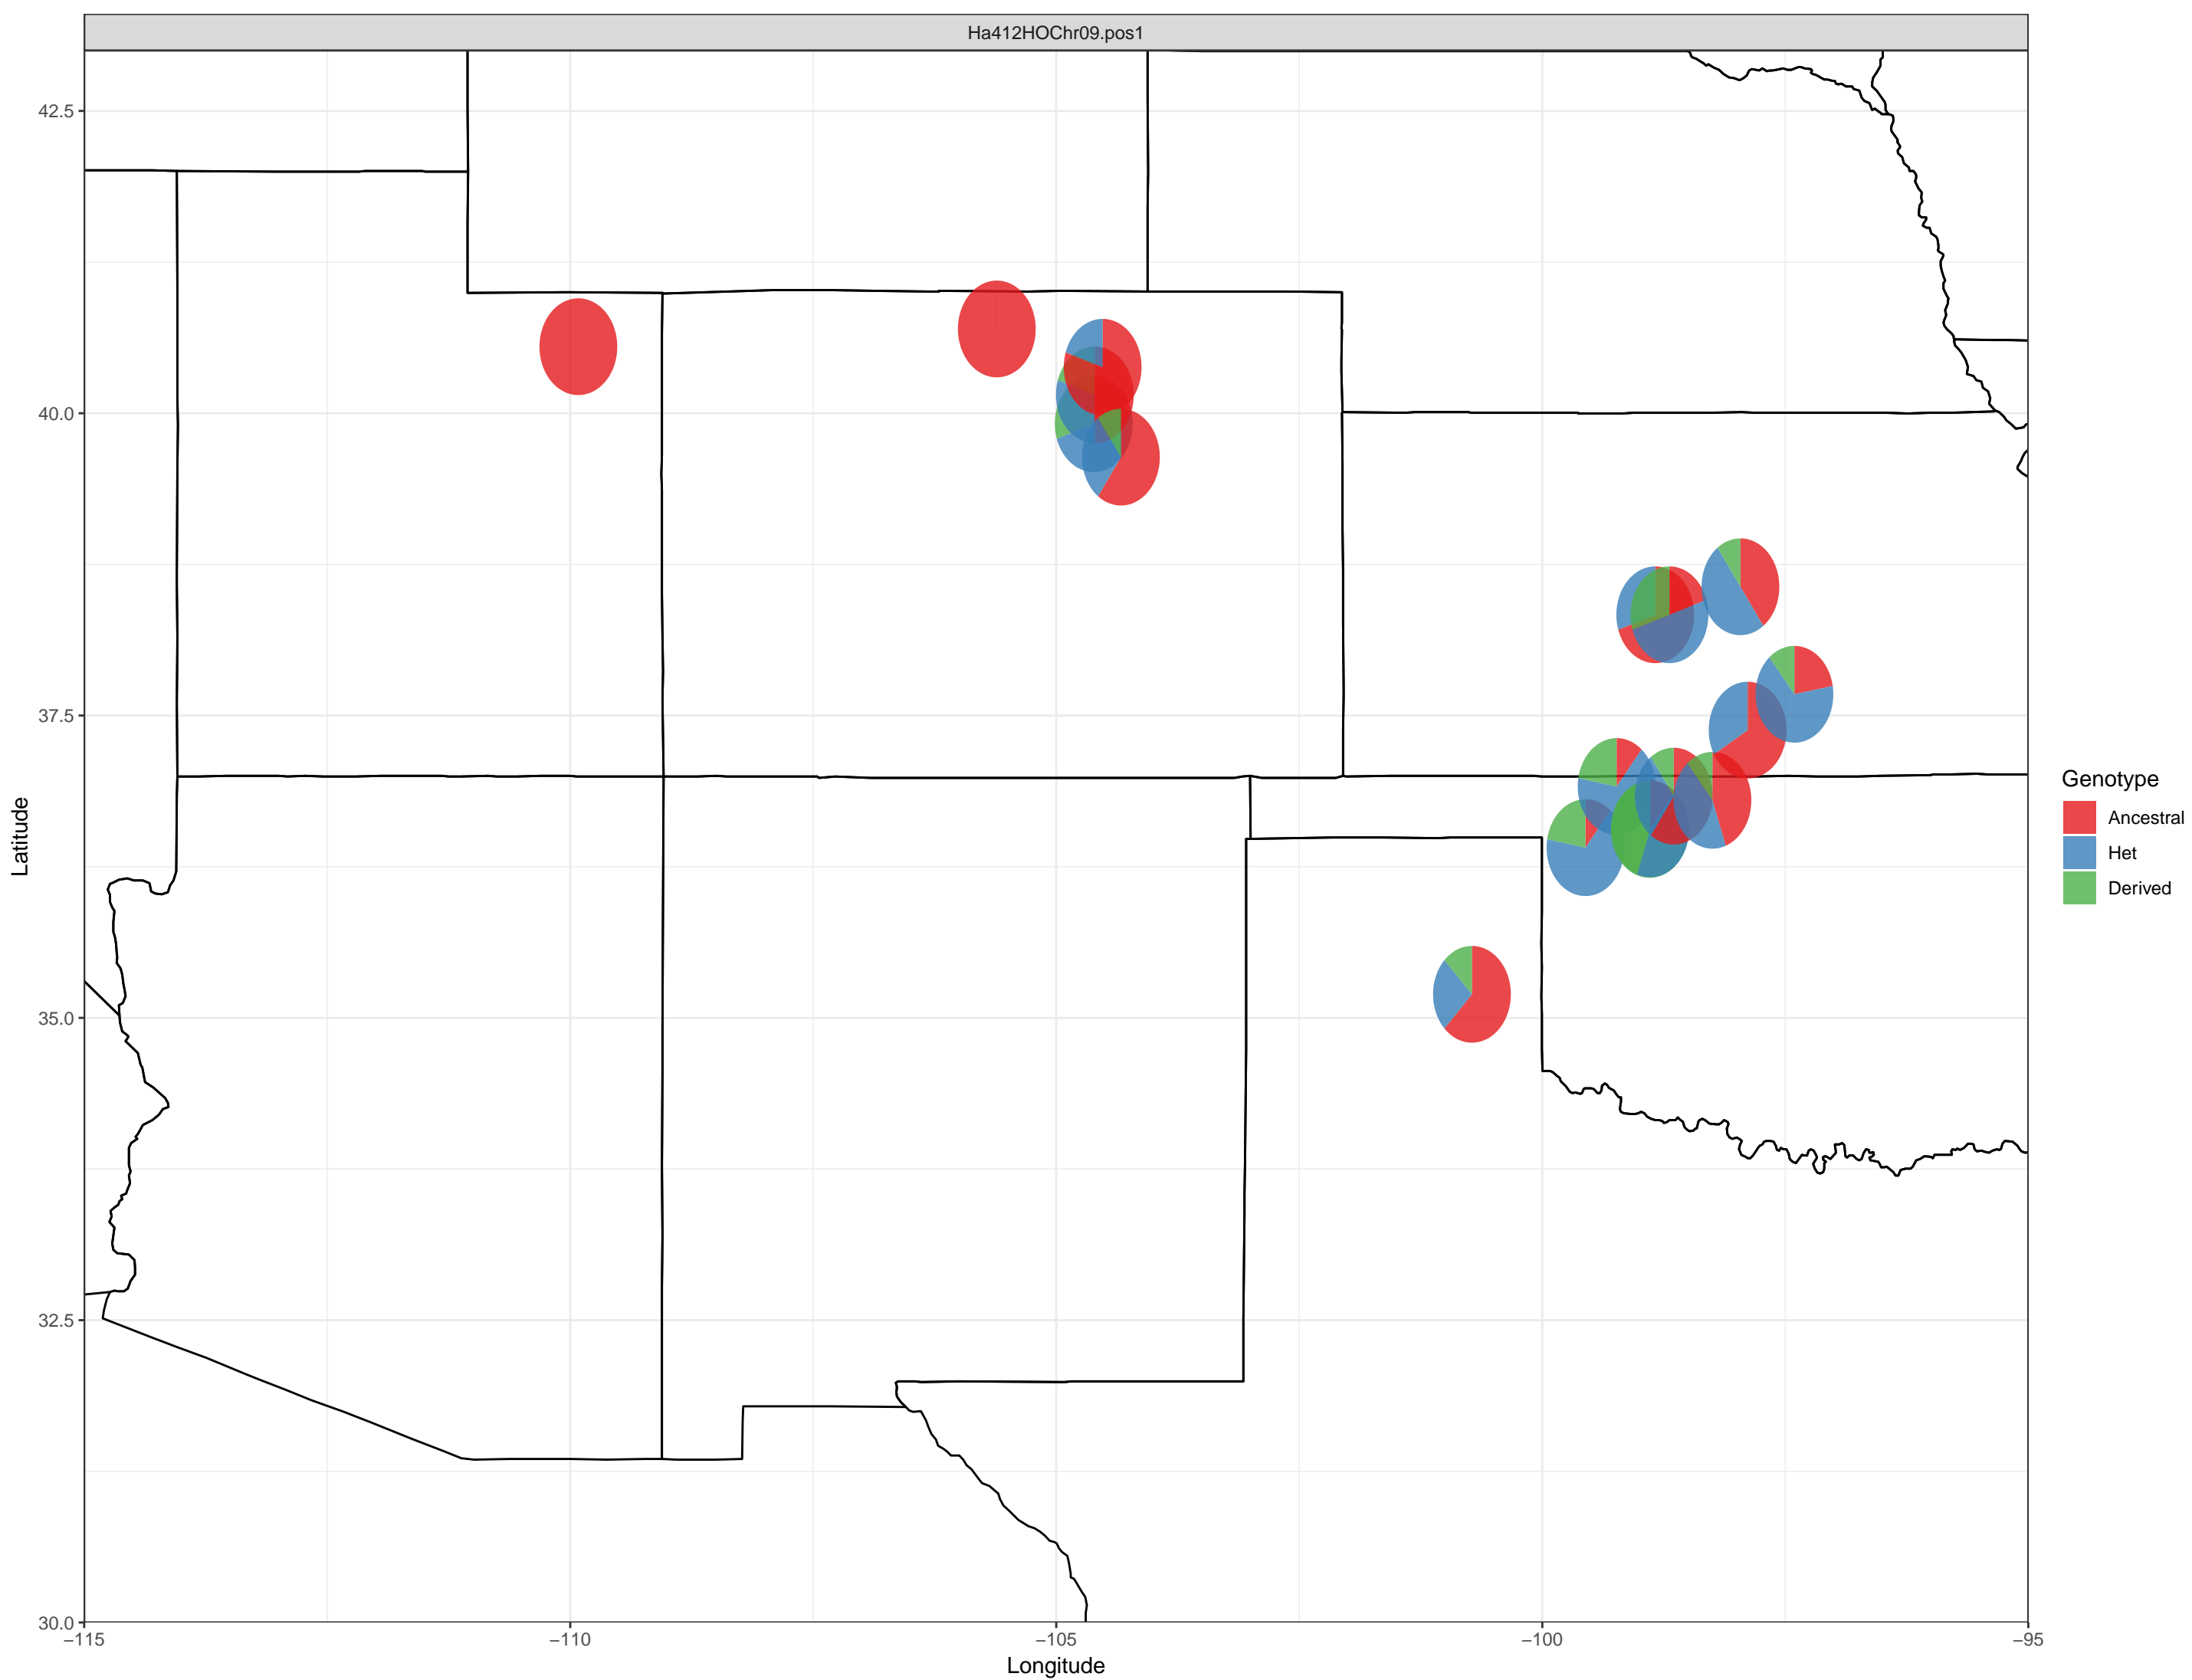 Ha412HOChr09.pos1
42.5
40.0
37.5
35.0
32.5
30.0
Latitude
−115
−110
−105
−100
−95
Longitude
Genotype
Ancestral
Het
Derived